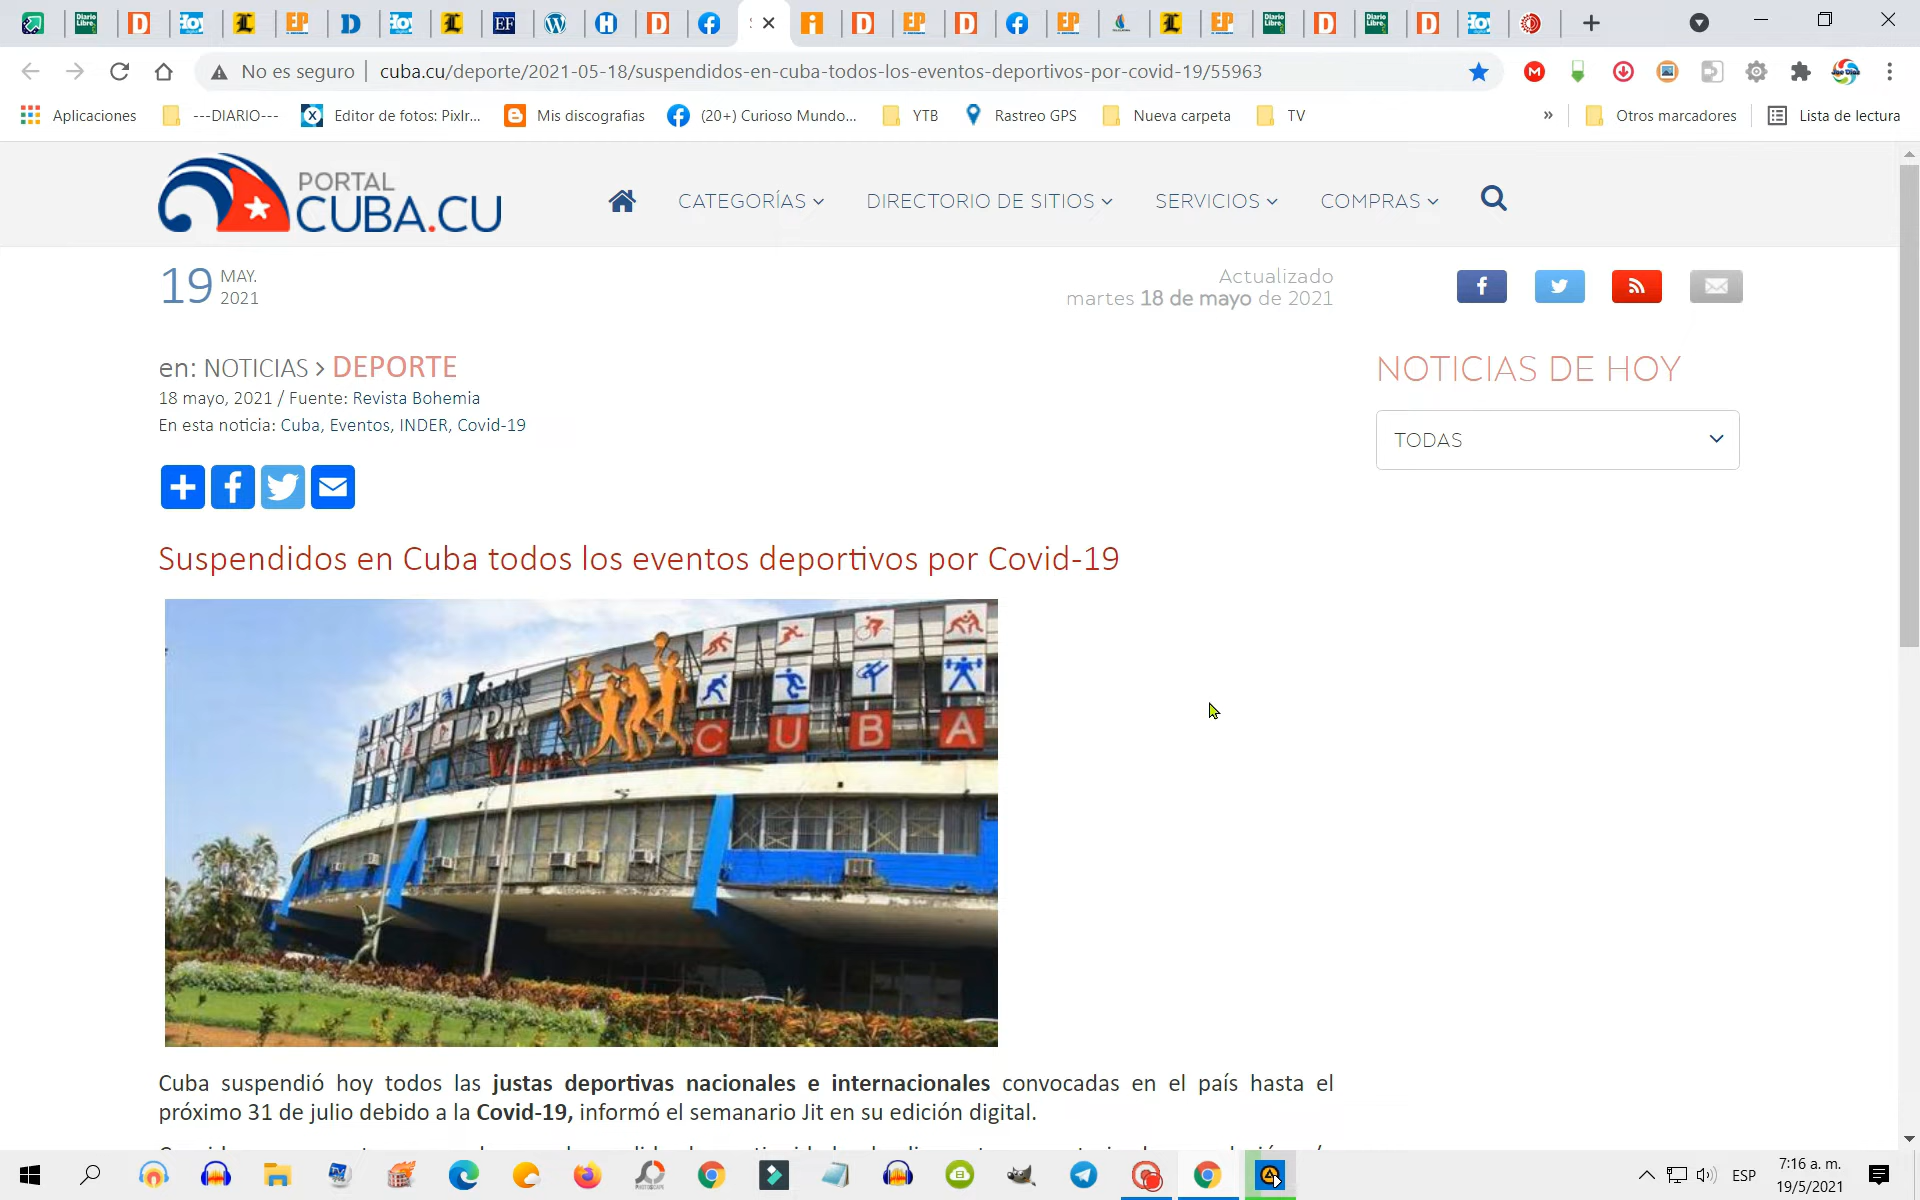 No es seguro | cuba.cu/deporte/2021-05-18/suspendidos-en-cuba-todos-los-eventos-deportivos-por-covid-19/55963
Aplicaciones ---DIARIO--- Editor de fotos: Pixlr... Mis discografias (20+) Curioso Mundo... YTB Rastreo GPS Nueva carpeta TV » Otros marcadores Lista de lectura
PORTAL
CUBA.CU
CATEGORÍAS DIRECTORIO DE SITIOS SERVICIOS COMPRAS
19 MAY.
2021
Actualizado
martes 18 de mayo de 2021
en: NOTICIAS > DEPORTE
18 mayo, 2021 / Fuente: Revista Bohemia
En esta noticia: Cuba, Eventos, INDER, Covid-19
NOTICIAS DE HOY
TODAS
Suspendidos en Cuba todos los eventos deportivos por Covid-19
CUBA
Cuba suspendió hoy todos las justas deportivas nacionales e internacionales convocadas en el país hasta el
próximo 31 de julio debido a la Covid-19, informó el semanario Jit en su edición digital.
ESP
7:16 a. m.
19/5/2021